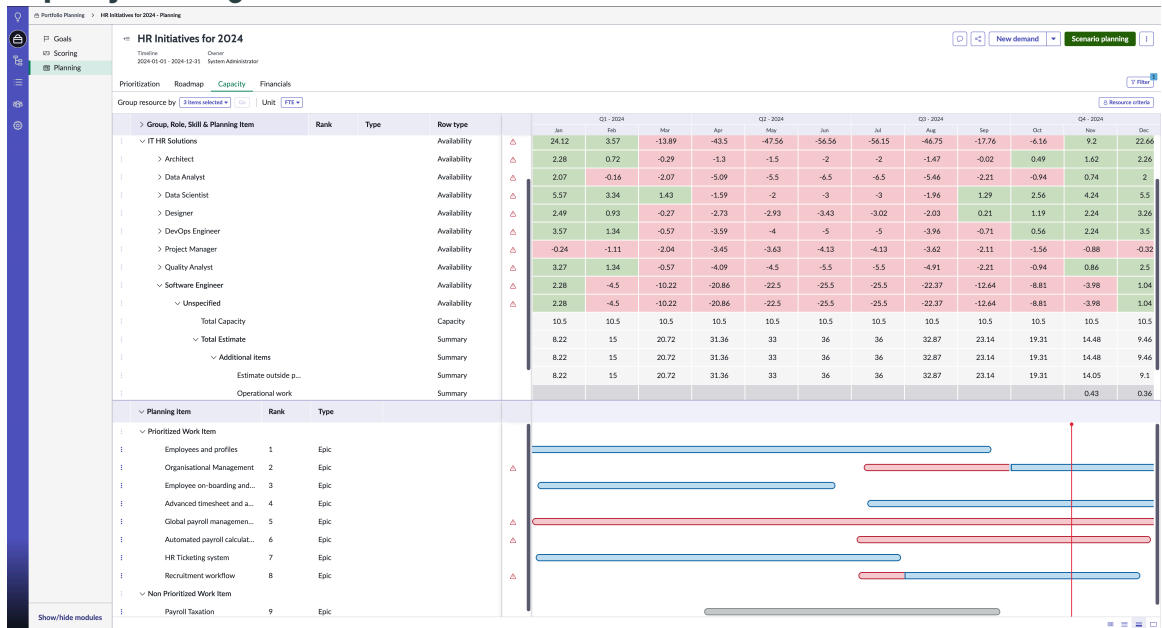 Portfolio Planning > HR Initiatives for 2024 - Planning
Goals
Scoring
Planning
Show/hide modules
HR Initiatives for 2024
Timeline Owner
2024-01-01 - 2024-12-31 System Administrator
New demand
Scenario planning
Prioritization Roadmap Capacity Financials
Filter
Group resource by 3 items selected Go Unit FTE
Resource criteria
Group, Role, Skill & Planning Item Rank Type Row type
Q1 - 2024 Q2 - 2024 Q3 - 2024 Q4 - 2024
Jan Feb Mar Apr May Jun Jul Aug Sep Oct Nov Dec
IT HR Solutions Availability 24.12 3.57 -13.89 -43.5 -47.56 -56.56 -56.15 -46.75 -17.76 -6.16 9.2 22.66
Architect Availability 2.28 0.72 -0.29 -1.3 -1.5 -2 -2 -1.47 -0.02 0.49 1.62 2.26
Data Analyst Availability 2.07 -0.16 -2.07 -5.09 -5.5 -6.5 -6.5 -5.46 -2.21 -0.94 0.74 2
Data Scientist Availability 5.57 3.34 1.43 -1.59 -2 -3 -3 -1.96 1.29 2.56 4.24 5.5
Designer Availability 2.49 0.93 -0.27 -2.73 -2.93 -3.43 -3.02 -2.03 0.21 1.19 2.24 3.26
DevOps Engineer Availability 3.57 1.34 -0.57 -3.59 -4 -5 -5 -3.96 -0.71 0.56 2.24 3.5
Project Manager Availability -0.24 -1.11 -2.04 -3.45 -3.63 -4.13 -4.13 -3.62 -2.11 -1.56 -0.88 -0.32
Quality Analyst Availability 3.27 1.34 -0.57 -4.09 -4.5 -5.5 -5.5 -4.91 -2.21 -0.94 0.86 2.5
Software Engineer Availability 2.28 -4.5 -10.22 -20.86 -22.5 -25.5 -25.5 -22.37 -12.64 -8.81 -3.98 1.04
Unspecified Availability 2.28 -4.5 -10.22 -20.86 -22.5 -25.5 -25.5 -22.37 -12.64 -8.81 -3.98 1.04
Total Capacity Capacity 10.5 10.5 10.5 10.5 10.5 10.5 10.5 10.5 10.5 10.5 10.5 10.5
Total Estimate Summary 8.22 15 20.72 31.36 33 36 36 32.87 23.14 19.31 14.48 9.46
Additional items Summary 8.22 15 20.72 31.36 33 36 36 32.87 23.14 19.31 14.48 9.46
Estimate outside p... Summary 8.22 15 20.72 31.36 33 36 36 32.87 23.14 19.31 14.05 9.1
Operational work Summary 0.43 0.36
Planning item Rank Type
Prioritized Work Item
Employees and profiles 1 Epic
Organisational Management 2 Epic
Employee on-boarding and... 3 Epic
Advanced timesheet and a... 4 Epic
Global payroll managemen... 5 Epic
Automated payroll calculat... 6 Epic
HR Ticketing system 7 Epic
Recruitment workflow 8 Epic
Non Prioritized Work Item
Payroll Taxation 9 Epic